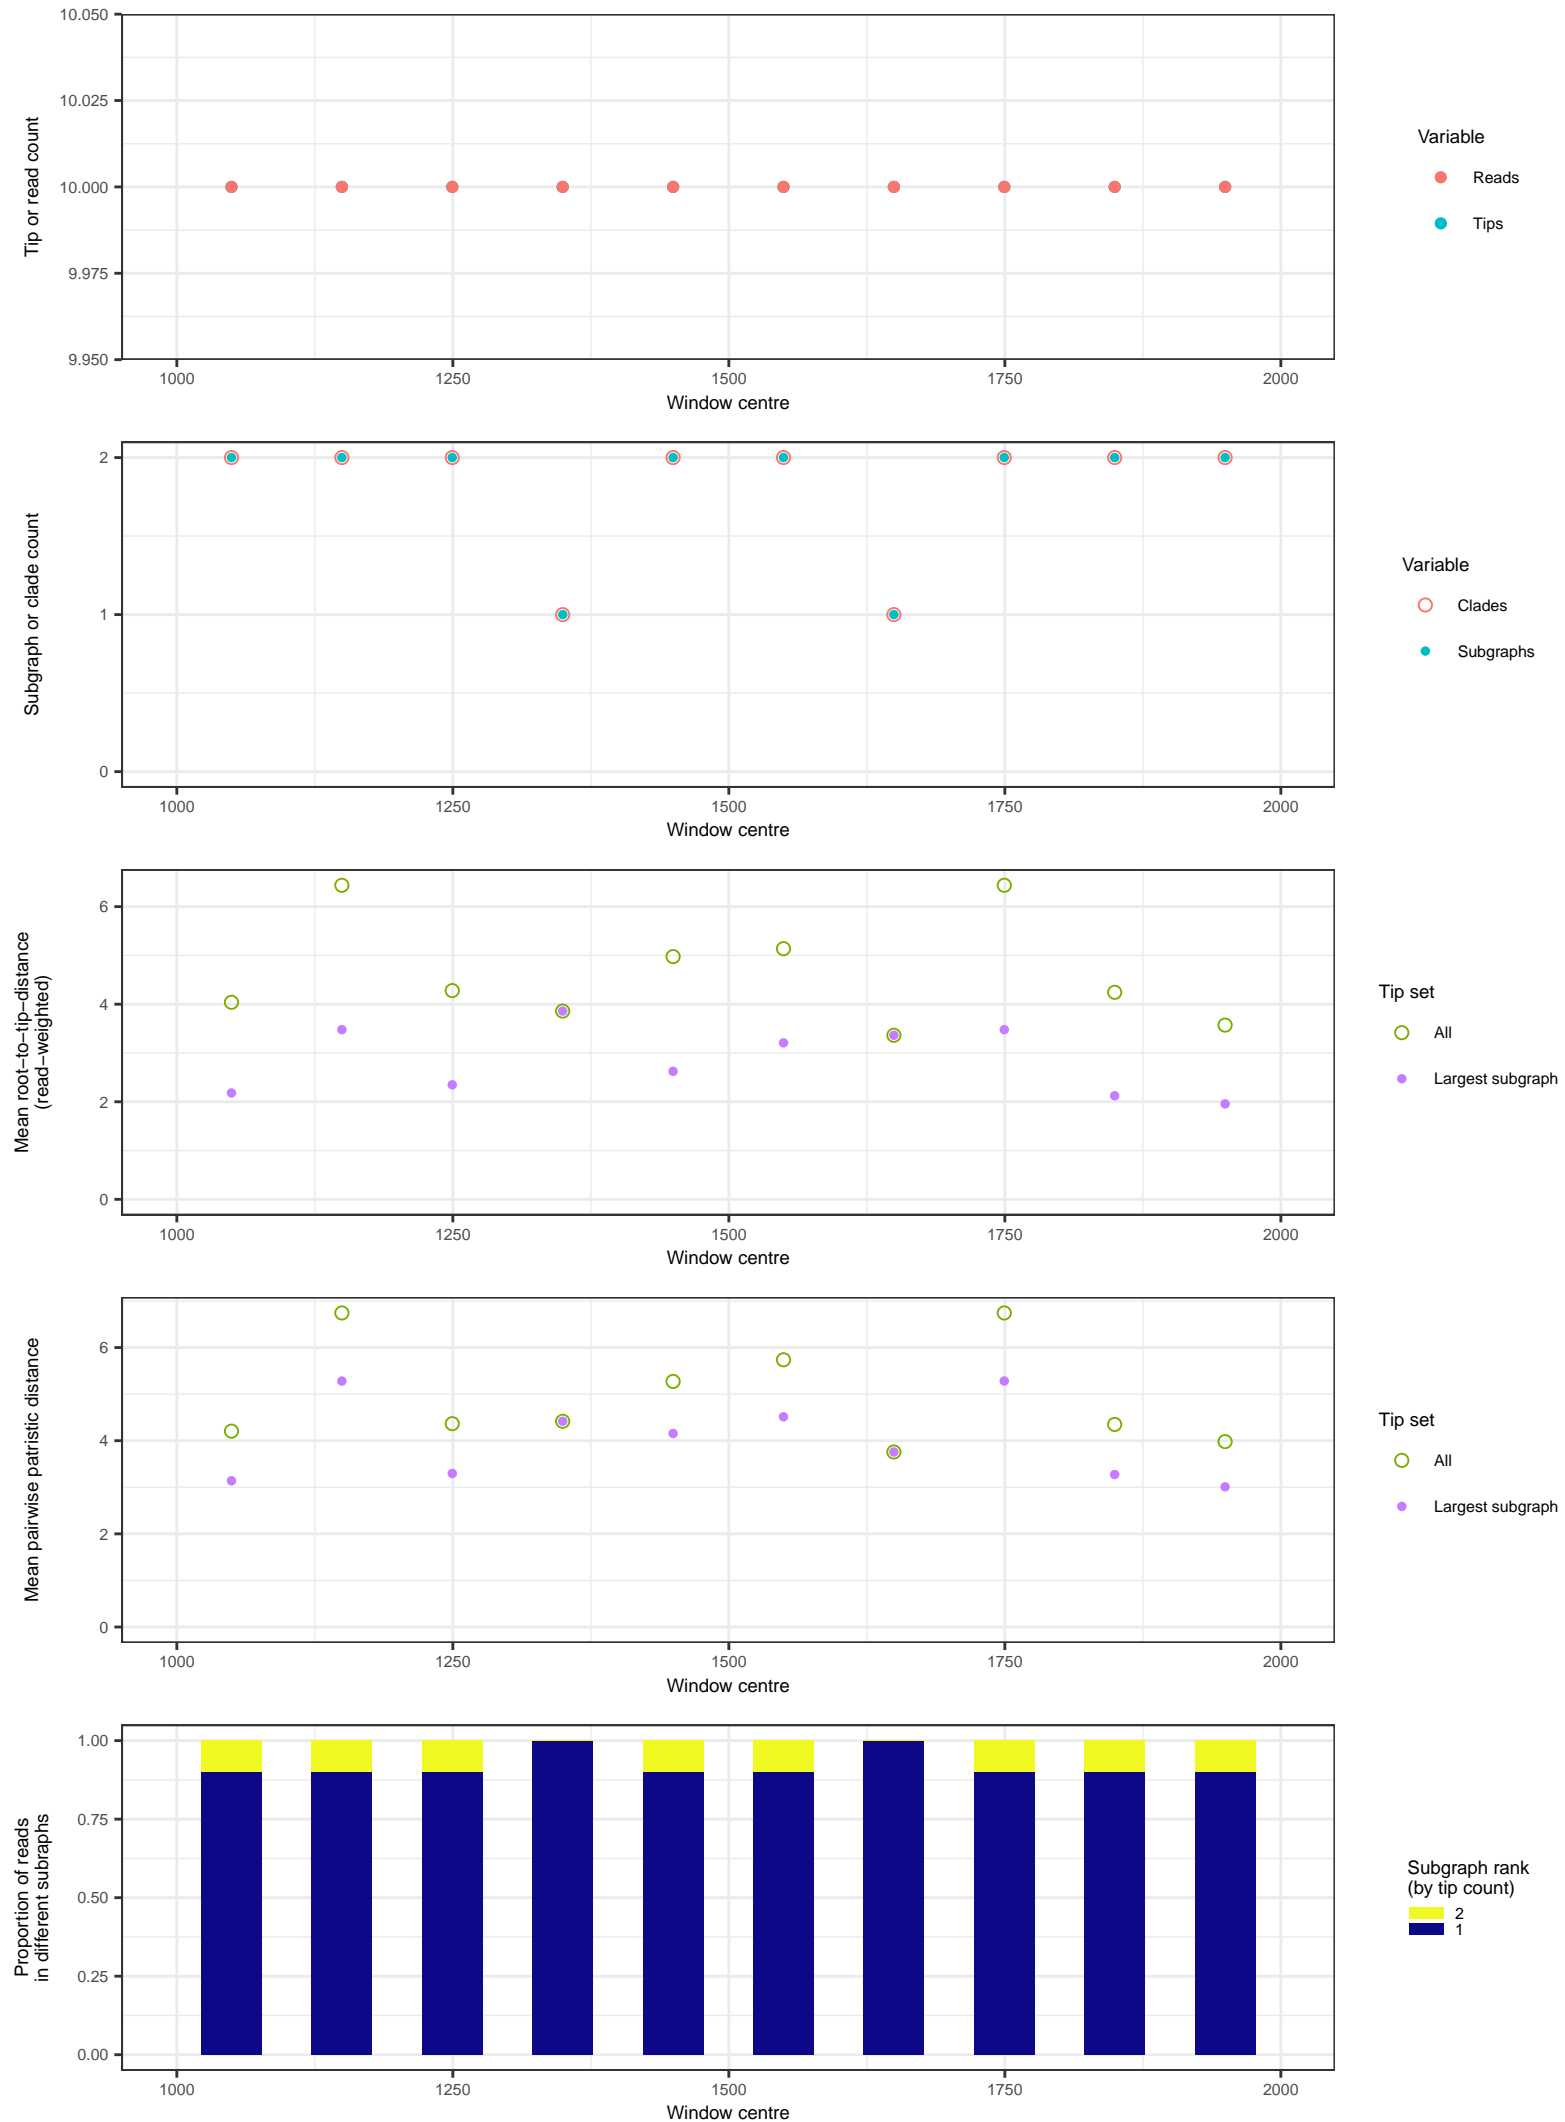 10.050
10.025
10.000
9.975
9.950
Tip or read count
1000 1250 1500 1750 2000
Window centre
Variable
Reads
Tips
2
1
0
Subgraph or clade count
1000 1250 1500 1750 2000
Window centre
Variable
Clades
Subgraphs
6
4
2
0
Mean root−to−tip−distance
(read−weighted)
1000 1250 1500 1750 2000
Window centre
Tip set
All
Largest subgraph
6
4
2
0
Mean pairwise patristic distance
1000 1250 1500 1750 2000
Window centre
Tip set
All
Largest subgraph
1.00
0.75
0.50
0.25
0.00
Proportion of reads
in different subraphs
1000 1250 1500 1750 2000
Window centre
Subgraph rank
(by tip count)
2
1